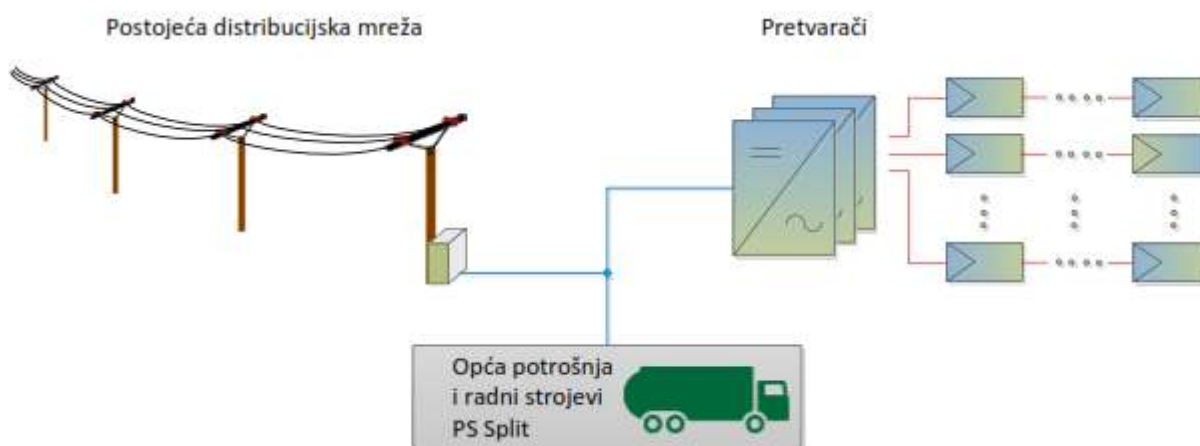 Postojeća distribucijska mreža
Pretvarači
Opća potrošnja
i radni strojevi
PS Split